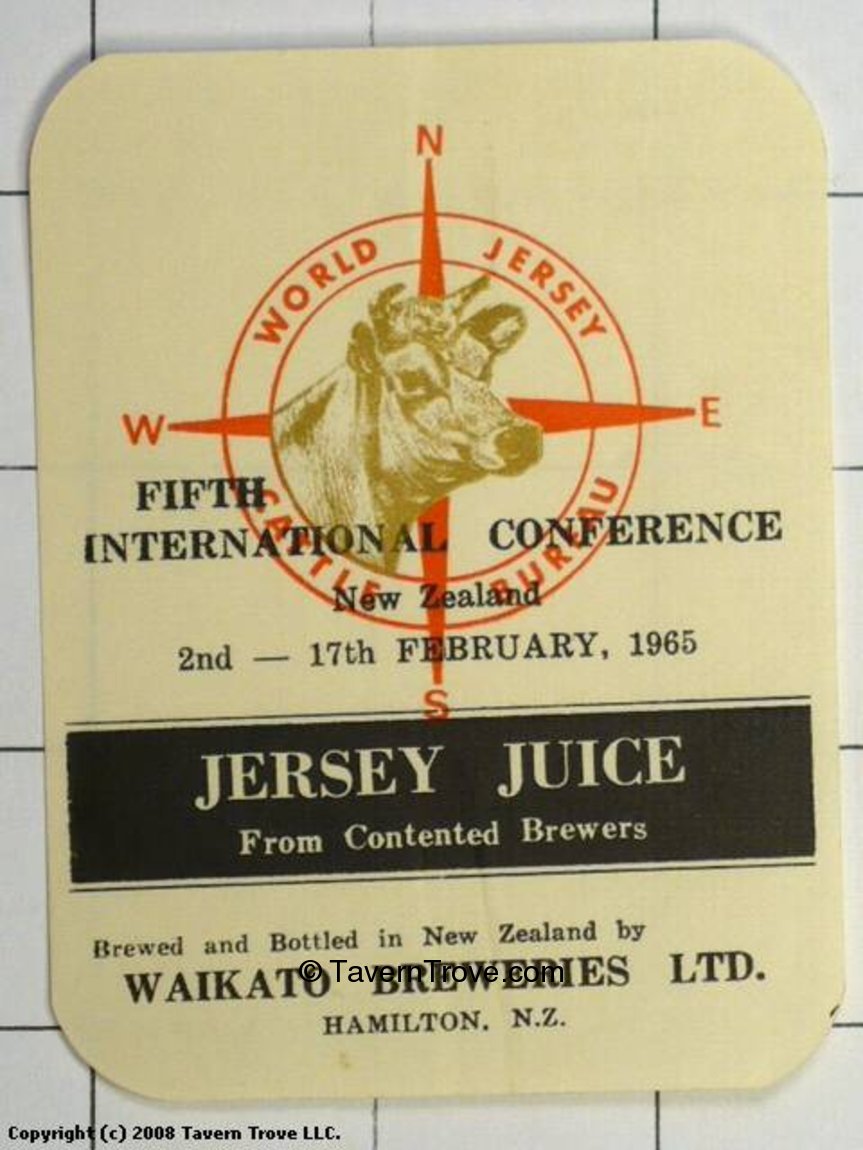 N
WORLD JERSEY
W E
FIFTH
INTERNATIONAL CONFERENCE
CATTLE BUREAU
New Zealand
2nd — 17th FEBRUARY, 1965
S
JERSEY JUICE
From Contented Brewers
Brewed and Bottled in New Zealand by
© TavernTrove.com
WAIKATO BREWERIES LTD.
HAMILTON. N.Z.
Copyright (c) 2008 Tavern Trove LLC.